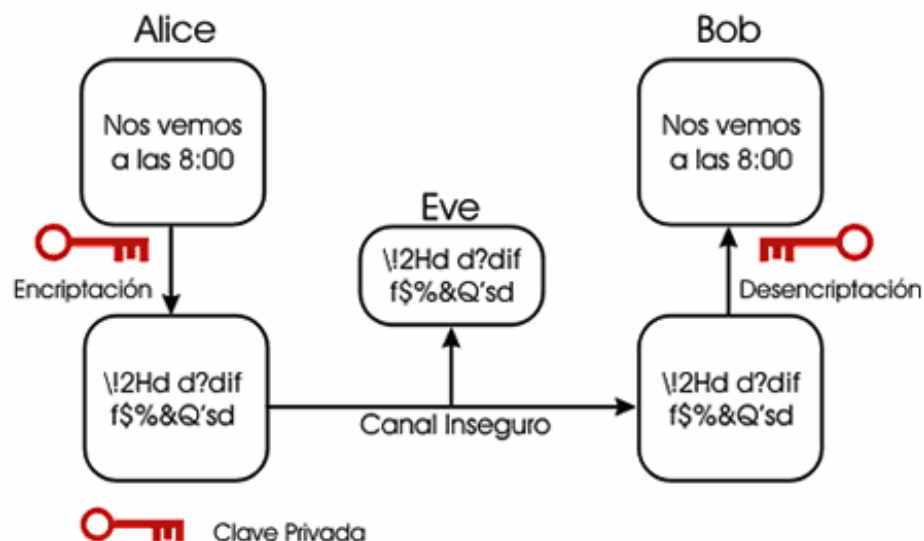 Alice
Bob
Nos vemos
a las 8:00
Nos vemos
a las 8:00
Eve
\!2Hd d?dif
f$%&Q'sd
Encriptación
Desencriptación
\!2Hd d?dif
f$%&Q'sd
\!2Hd d?dif
f$%&Q'sd
Canal Inseguro
Clave Privada